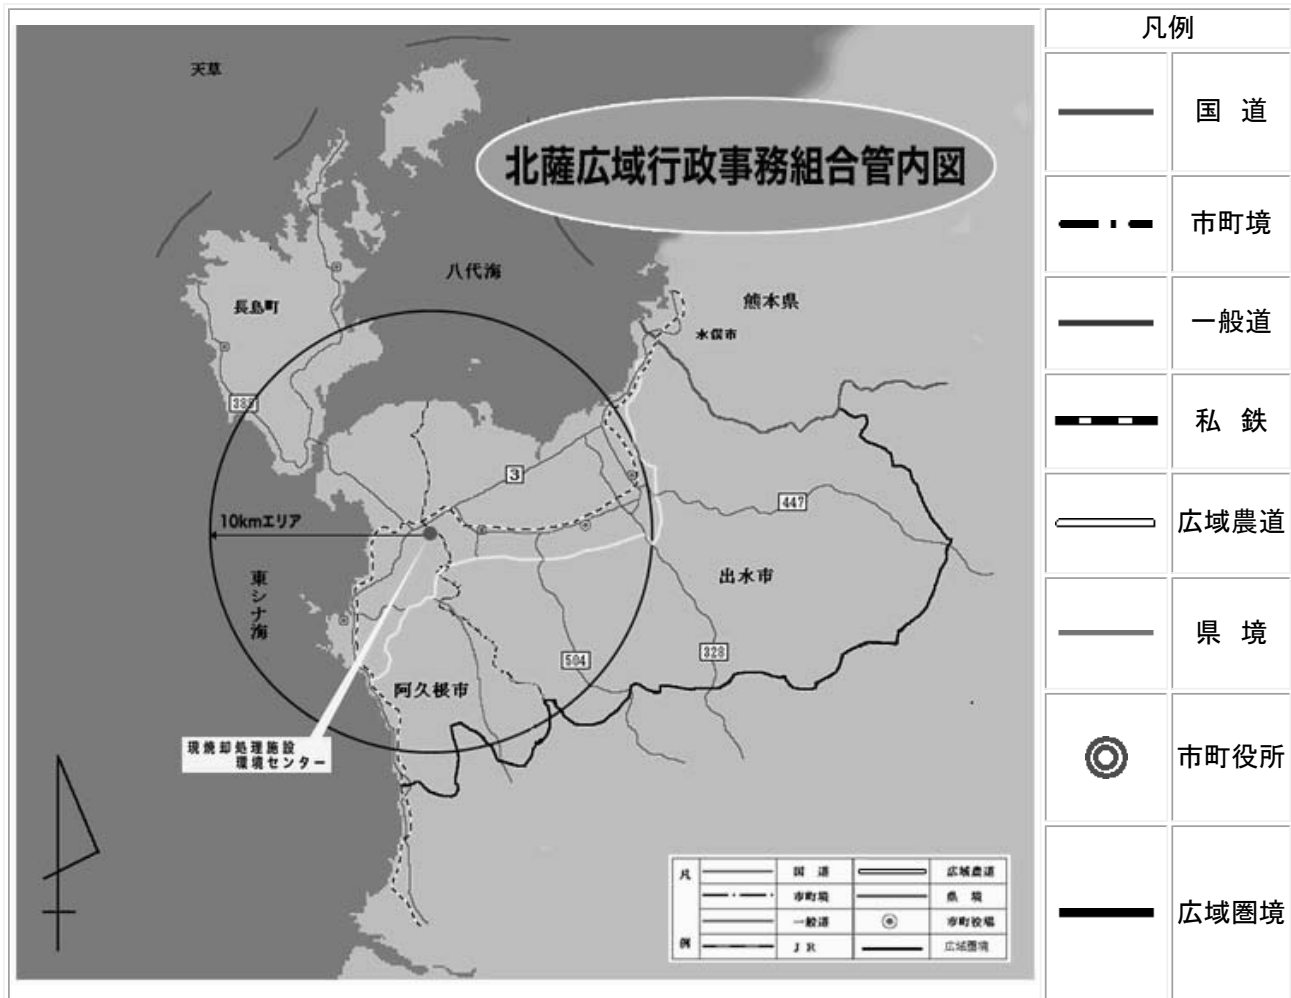 天草
北薩広域行政事務組合管内図
八代海
長島町
熊本県
水俣市
389
3
447
10kmエリア
東シナ海
出水市
504
328
阿久根市
現焼却処理施設
環境センター
凡例
国道
広域農道
市町境
県境
一般道
市町役場
JR
広域圏境
凡例
国 道
市町境
一般道
私 鉄
広域農道
県 境
市町役所
広域圏境